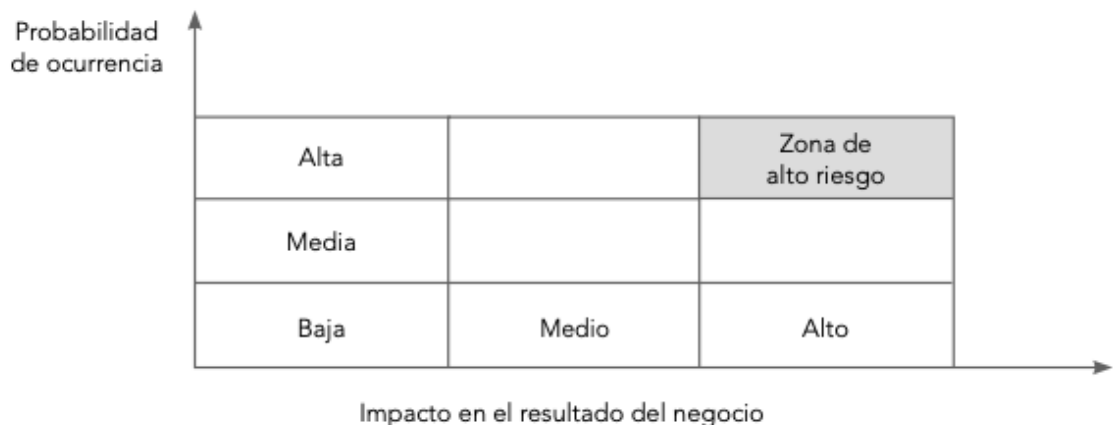 Probabilidad
de ocurrencia
Alta
Zona de
alto riesgo
Media
Baja
Medio
Alto
Impacto en el resultado del negocio